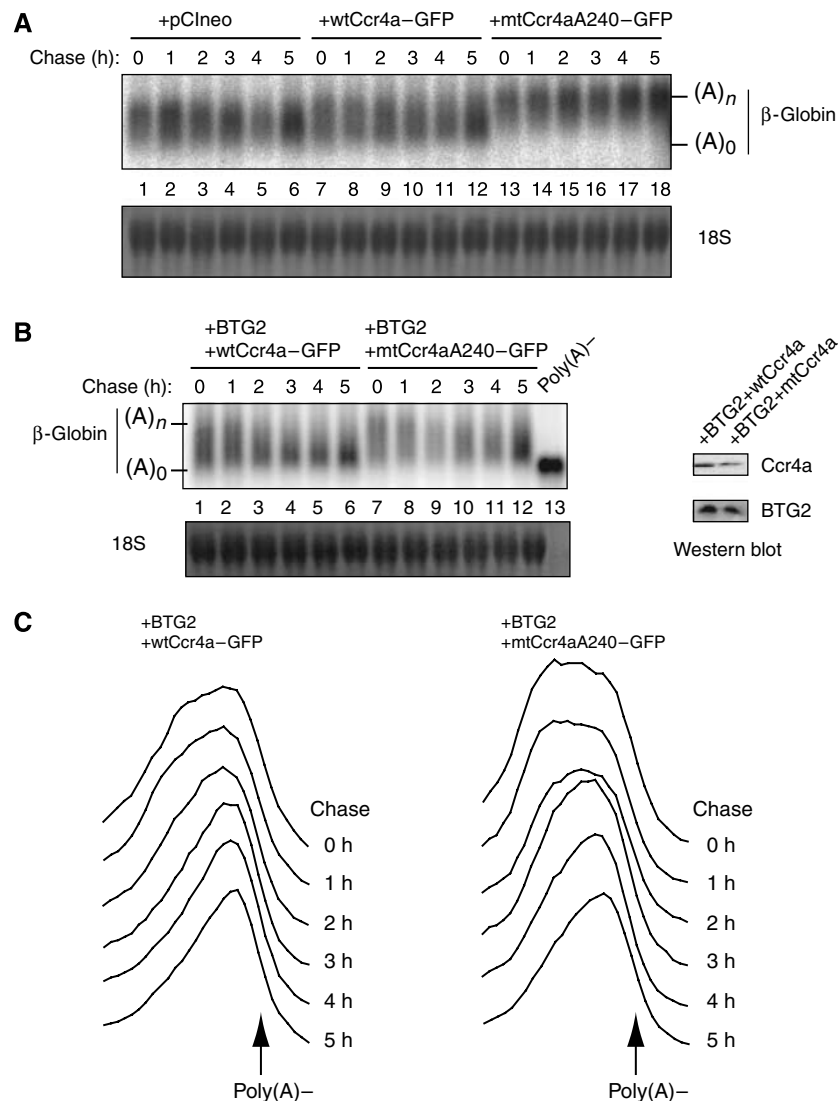 A
+pCIneo +wtCcr4a–GFP +mtCcr4aA240–GFP
Chase (h): 0 1 2 3 4 5 0 1 2 3 4 5 0 1 2 3 4 5
(A)n
β-Globin
(A)0
1 2 3 4 5 6 7 8 9 10 11 12 13 14 15 16 17 18
18S
B
+BTG2 +BTG2
+wtCcr4a–GFP +mtCcr4aA240–GFP Poly(A)–
Chase (h): 0 1 2 3 4 5 0 1 2 3 4 5
β-Globin
(A)n
(A)0
1 2 3 4 5 6 7 8 9 10 11 12 13
18S
+BTG2+wtCcr4a
+BTG2+mtCcr4a
Ccr4a
BTG2
Western blot
C
+BTG2
+wtCcr4a–GFP
Chase
0 h
1 h
2 h
3 h
4 h
5 h
Poly(A)–
+BTG2
+mtCcr4aA240–GFP
Chase
0 h
1 h
2 h
3 h
4 h
5 h
Poly(A)–